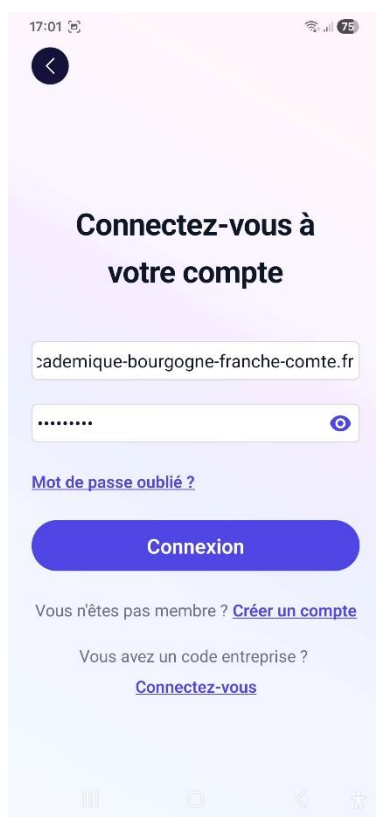 17:01
75
Connectez-vous à
votre compte
cademique-bourgogne-franche-comte.fr
•••••••••
Mot de passe oublié ?
Connexion
Vous n'êtes pas membre ? Créer un compte
Vous avez un code entreprise ?
Connectez-vous